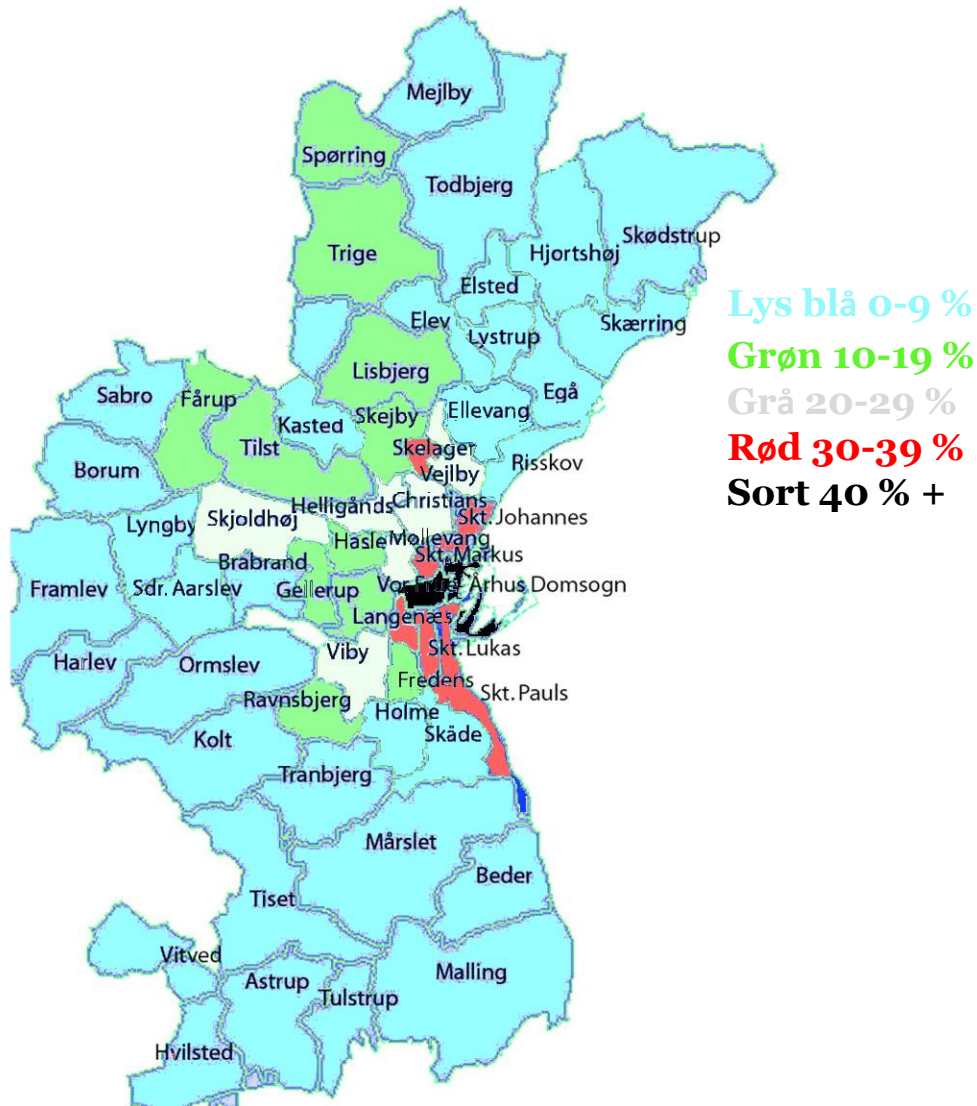 Mejlby
Spørring
Todbjerg
Skødstrup
Trige
Hjortshøj
Elsted
Elev
Skærring
Lystrup
Lisbjerg
Egå
Sabro
Fårup
Ellevang
Skejby
Kasted
Tilst
Skelager
Risskov
Borum
Vejlby
Helligånds
Christians
Skjoldhøj
Skt. Johannes
Lyngby
Hasle
Møllevang
Skt. Markus
Brabrand
Framlev
Sdr. Aarslev
Gellerup
Vor Frue
Århus Domsogn
Langenæs
Viby
Skt. Lukas
Harlev
Ormslev
Fredens
Skt. Pauls
Ravnsbjerg
Holme
Kolt
Skåde
Tranbjerg
Mårslet
Beder
Tiset
Vitved
Malling
Astrup
Tulstrup
Hvilsted
Lys blå 0-9 %
Grøn 10-19 %
Grå 20-29 %
Rød 30-39 %
Sort 40 % +